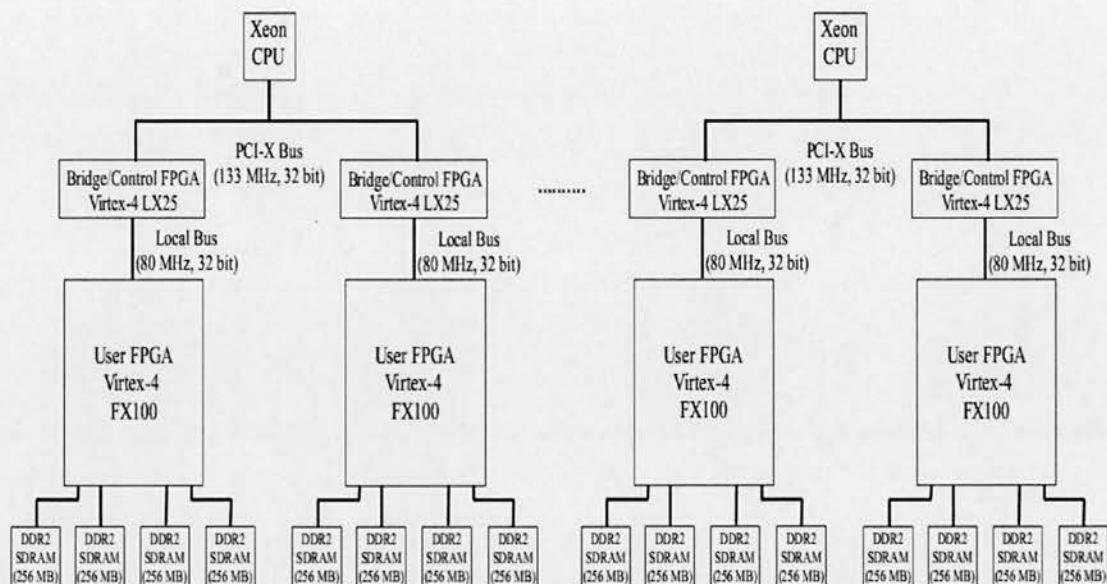 Xeon
CPU
Xeon
CPU
PCI-X Bus
(133 MHz, 32 bit)
PCI-X Bus
(133 MHz, 32 bit)
Bridge/Control FPGA
Virtex-4 LX25
Bridge/Control FPGA
Virtex-4 LX25
..........
Bridge/Control FPGA
Virtex-4 LX25
Bridge/Control FPGA
Virtex-4 LX25
Local Bus
(80 MHz, 32 bit)
Local Bus
(80 MHz, 32 bit)
Local Bus
(80 MHz, 32 bit)
Local Bus
(80 MHz, 32 bit)
User FPGA
Virtex-4
FX100
User FPGA
Virtex-4
FX100
User FPGA
Virtex-4
FX100
User FPGA
Virtex-4
FX100
DDR2
SDRAM
(256 MB)
DDR2
SDRAM
(256 MB)
DDR2
SDRAM
(256 MB)
DDR2
SDRAM
(256 MB)
DDR2
SDRAM
(256 MB)
DDR2
SDRAM
(256 MB)
DDR2
SDRAM
(256 MB)
DDR2
SDRAM
(256 MB)
DDR2
SDRAM
(256 MB)
DDR2
SDRAM
(256 MB)
DDR2
SDRAM
(256 MB)
DDR2
SDRAM
(256 MB)
DDR2
SDRAM
(256 MB)
DDR2
SDRAM
(256 MB)
DDR2
SDRAM
(256 MB)
DDR2
SDRAM
(256 MB)